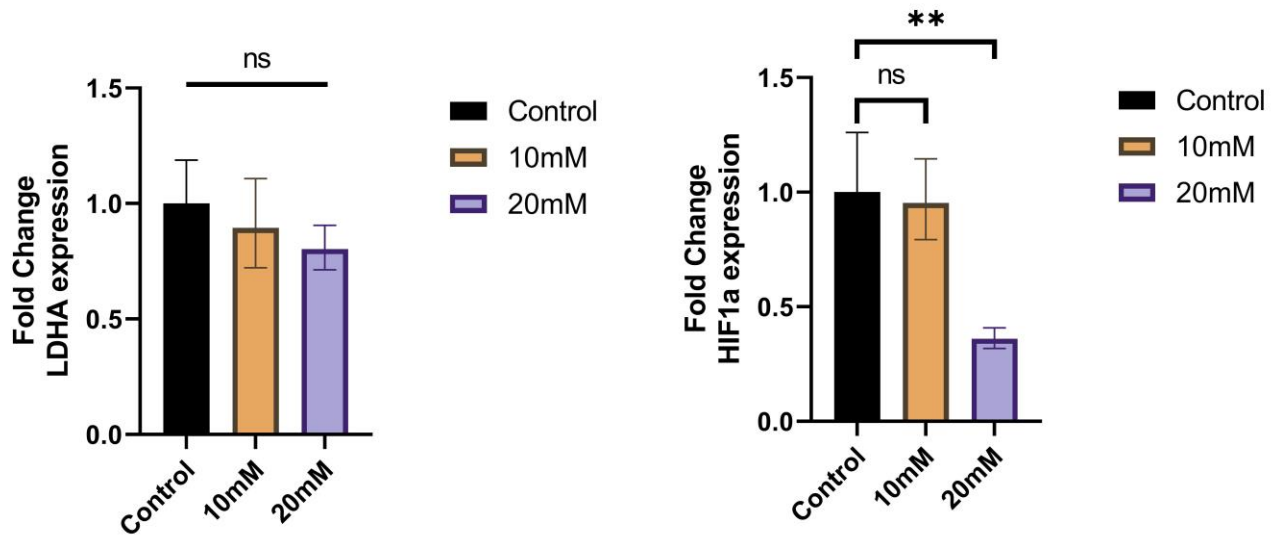 ns
1.5
1.0
0.5
0.0
Fold Change
LDHA expression
Control
10mM
20mM
Control
10mM
20mM
**
ns
1.5
1.0
0.5
0.0
Fold Change
HIF1a expression
Control
10mM
20mM
Control
10mM
20mM